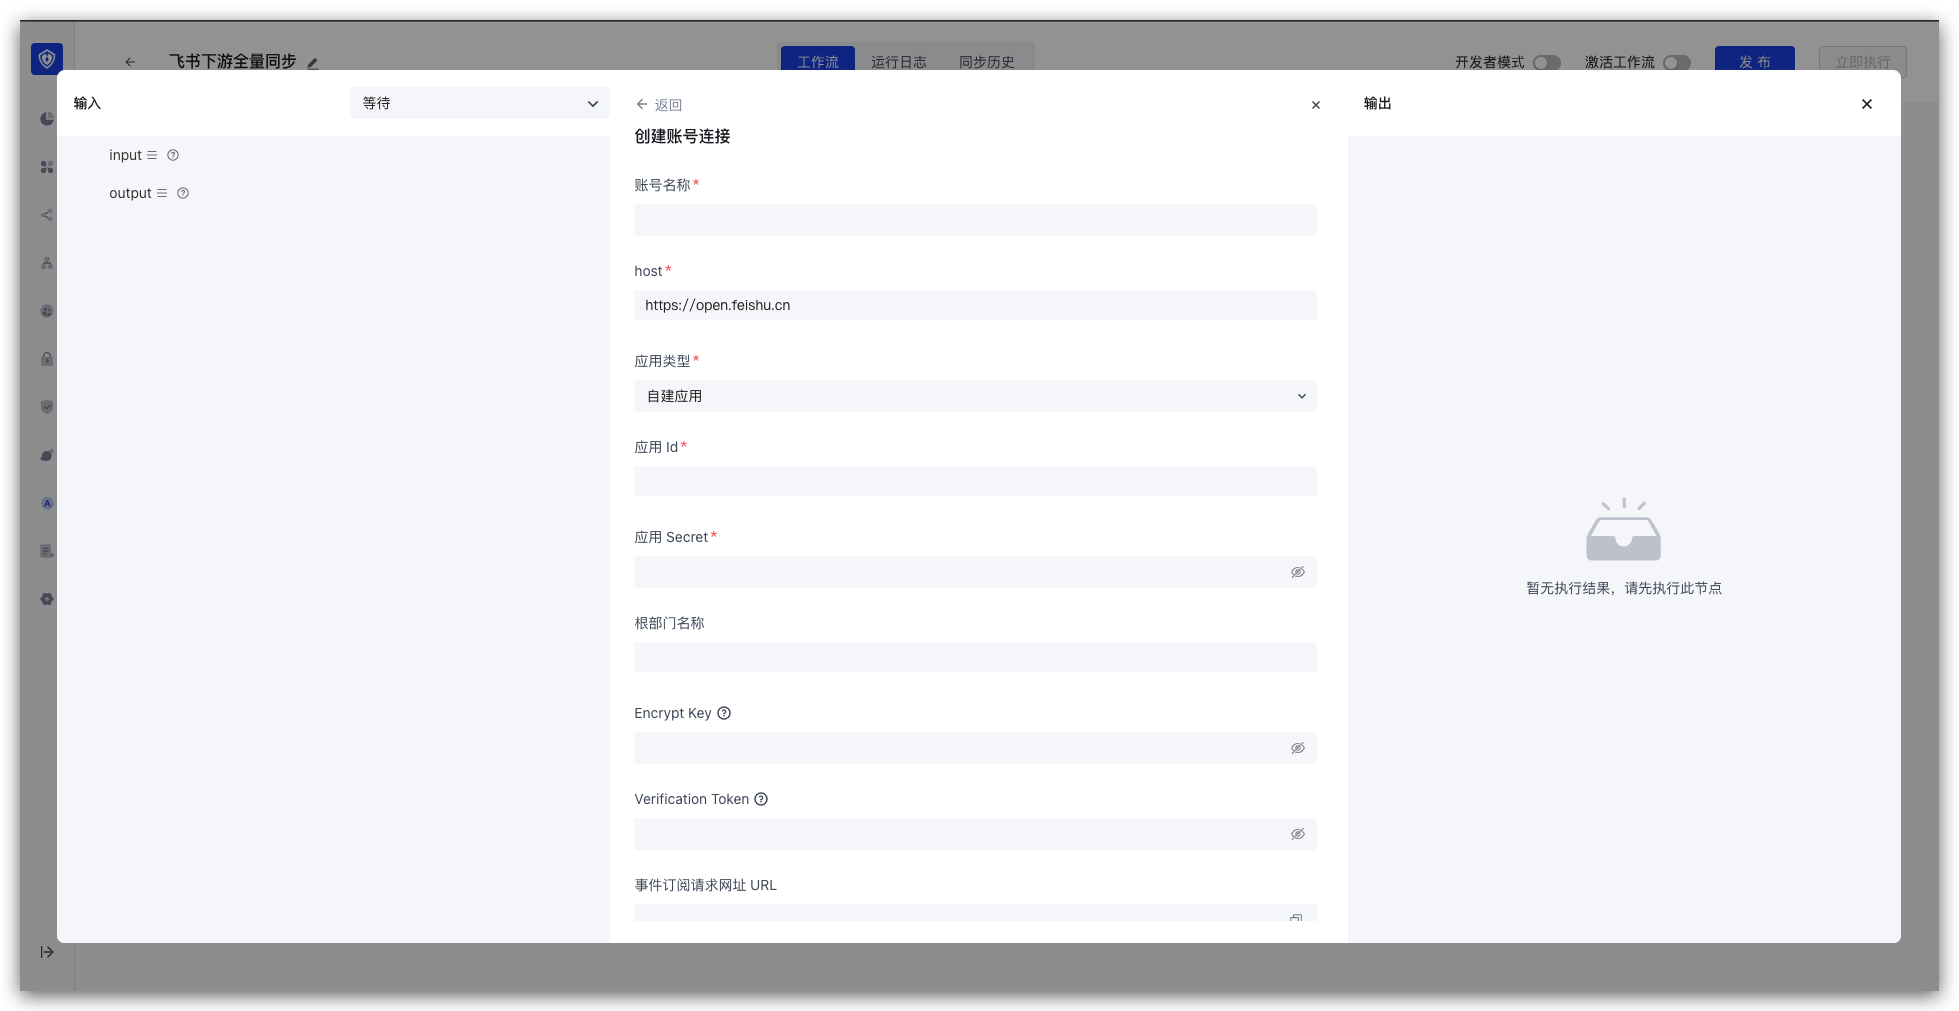 飞书下游全量同步
工作流
运行日志
同步历史
开发者模式
激活工作流
发 布
立即执行
输入
等待
input
output
返回
创建账号连接
账号名称*
host*
https://open.feishu.cn
应用类型*
自建应用
应用 Id*
应用 Secret*
根部门名称
Encrypt Key
Verification Token
事件订阅请求网址 URL
输出
暂无执行结果，请先执行此节点